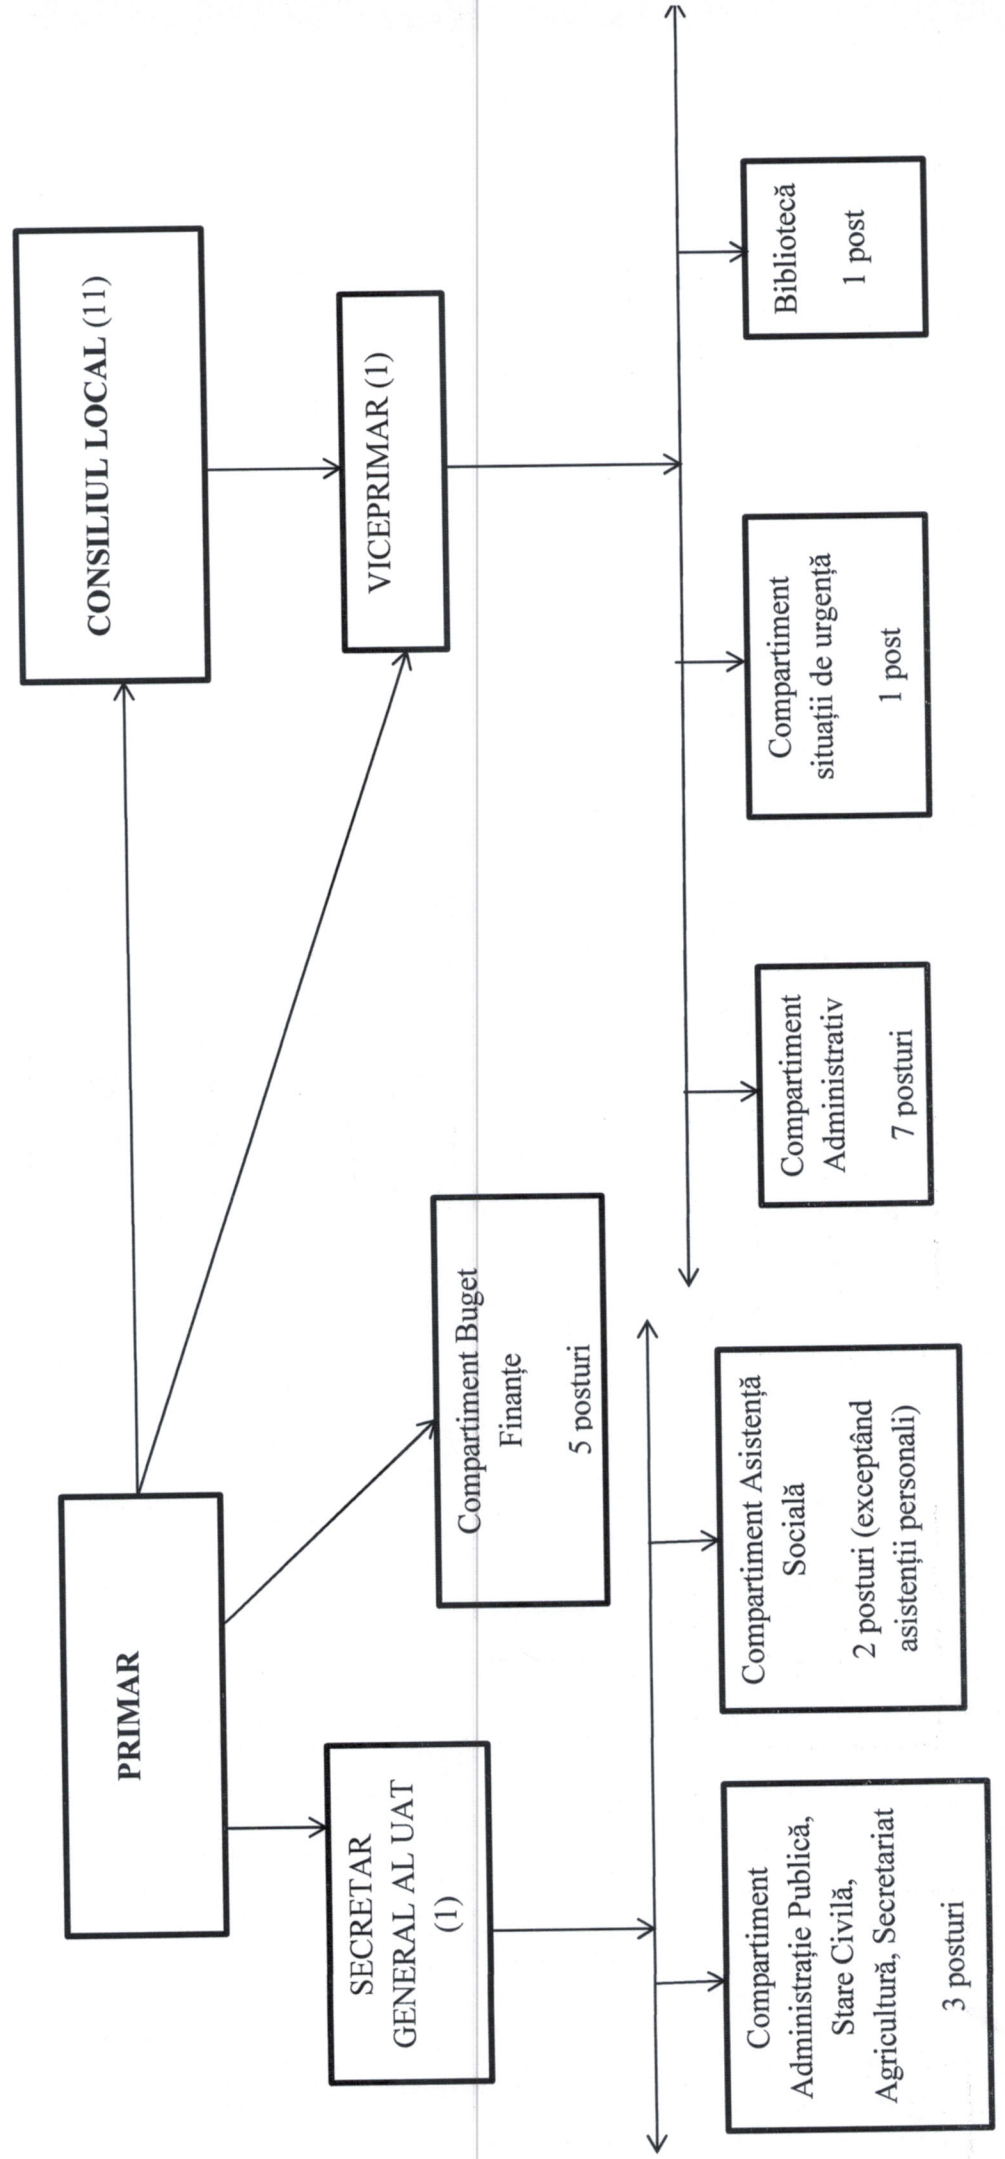 PRIMAR
CONSILIUL LOCAL (11)
SECRETAR
GENERAL AL UAT
(1)
Compartiment Buget
Finanțe
5 posturi
VICEPRIMAR (1)
Compartiment
Administrație Publică,
Stare Civilă,
Agricultură, Secretariat
3 posturi
Compartiment Asistență
Socială
2 posturi (exceptând
asistenții personali)
Compartiment
Administrativ
7 posturi
Compartiment
situații de urgență
1 post
Bibliotecă
1 post